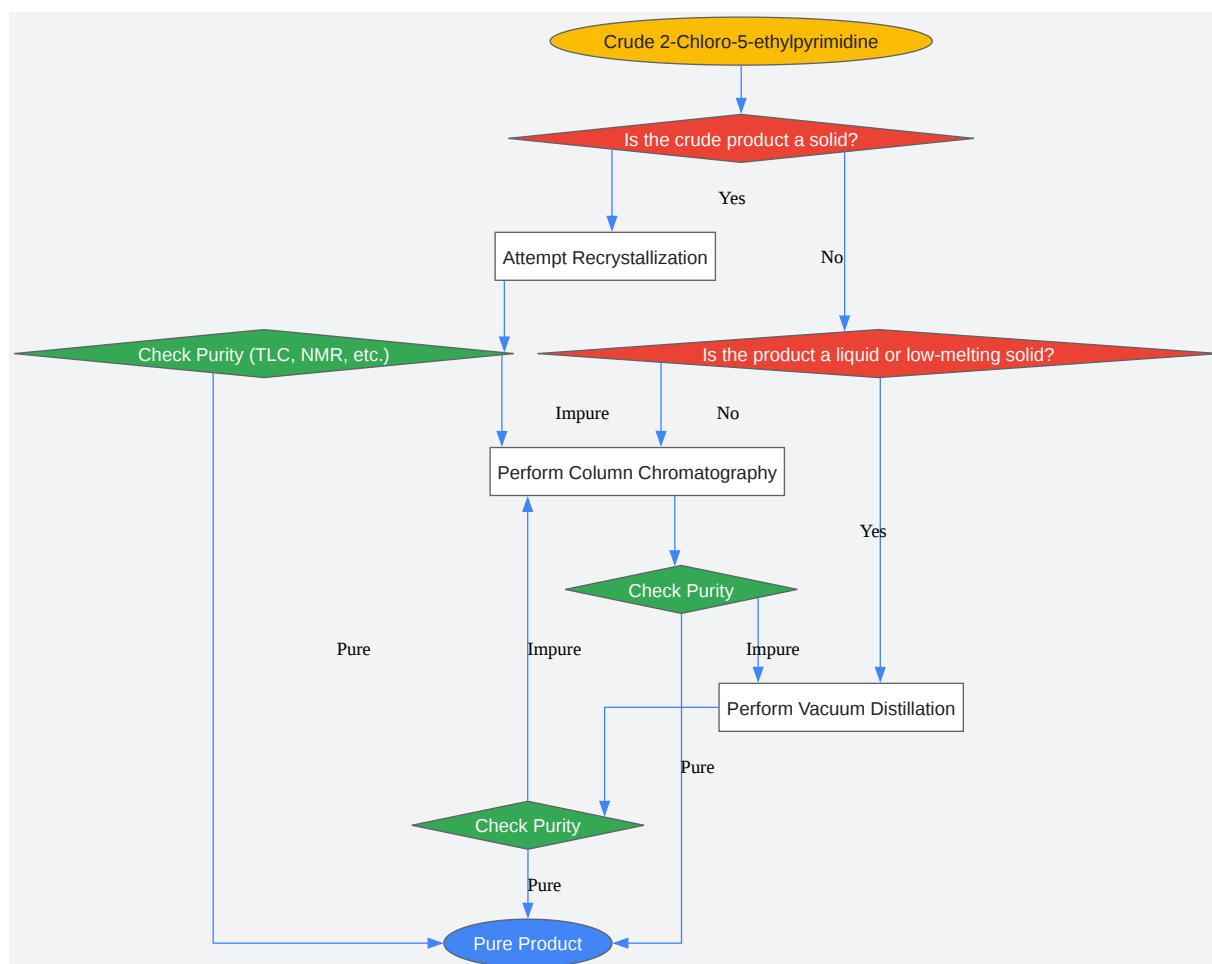 Crude 2-Chloro-5-ethylpyrimidine
Is the crude product a solid?
Yes
Attempt Recrystallization
No
Check Purity (TLC, NMR, etc.)
Is the product a liquid or low-melting solid?
Impure
No
Perform Column Chromatography
Yes
Check Purity
Pure
Impure
Impure
Perform Vacuum Distillation
Pure
Check Purity
Pure
Pure Product